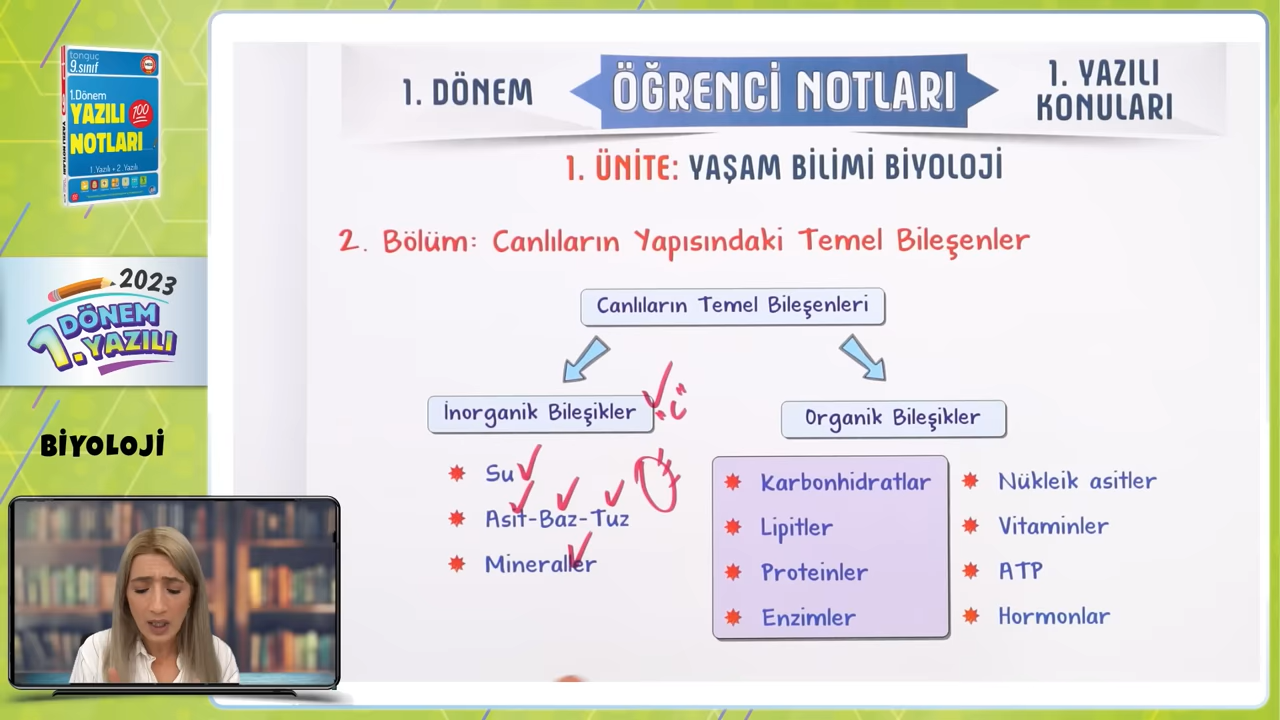 1. DÖNEM
ÖĞRENCİ NOTLARI
1. YAZILI
KONULARI
1. ÜNİTE: YAŞAM BİLİMİ BİYOLOJİ
2. Bölüm: Canlıların Yapısındaki Temel Bileşenler
Canlıların Temel Bileşenleri
İnorganik Bileşikler
Su
Asit-Baz-Tuz
Mineraller
Organik Bileşikler
Karbonhidratlar
Lipitler
Proteinler
Enzimler
Nükleik asitler
Vitaminler
ATP
Hormonlar
tonguç
9.sınıf
1.Dönem
YAZILI
100
NOTLARI
1.Yazılı + 2.Yazılı
2023
1. DÖNEM
YAZILI
BİYOLOJİ